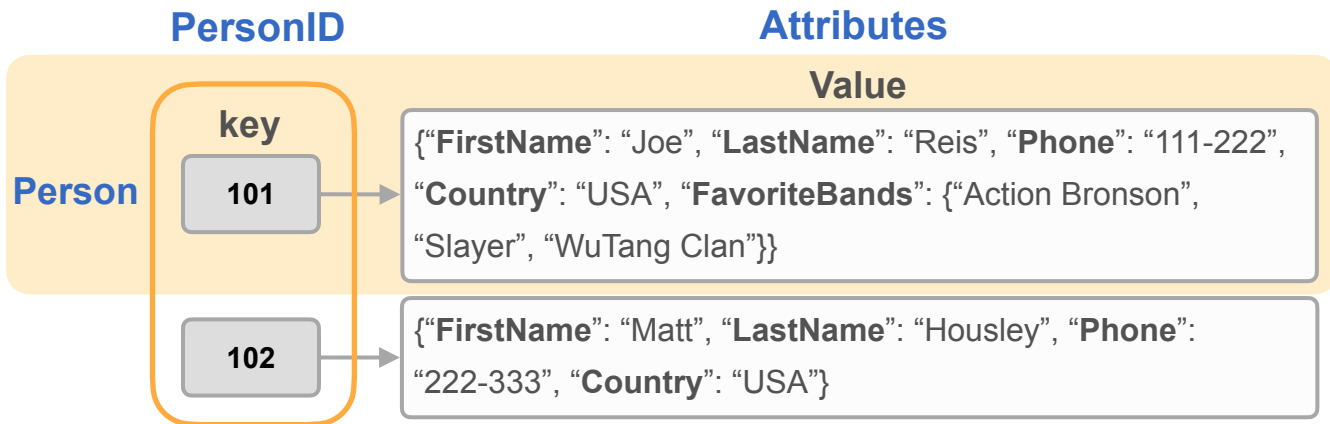 PersonID
Attributes
Value
key
Person
101
{“FirstName”: “Joe”, “LastName”: “Reis”, “Phone”: “111-222”,
“Country”: “USA”, “FavoriteBands”: {“Action Bronson”,
“Slayer”, “WuTang Clan”}}
102
{“FirstName”: “Matt”, “LastName”: “Housley”, “Phone”:
“222-333”, “Country”: “USA”}